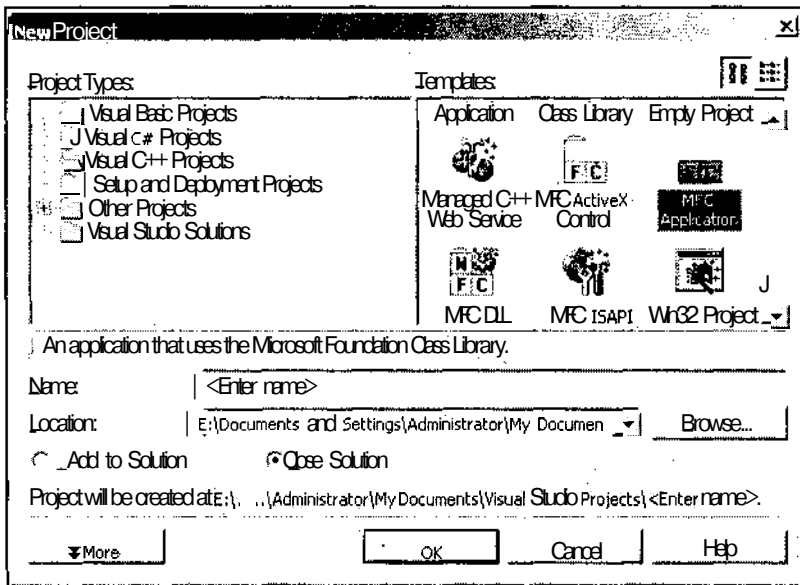 New Project
Project Types:
Templates:
Visual Basic Projects
Visual C# Projects
Visual C++ Projects
Setup and Deployment Projects
Other Projects
Visual Studio Solutions
Application
Class Library
Empty Project
Managed C++ Web Service
MFC ActiveX Control
MFC Application
MFC DLL
MFC ISAPI
Win32 Project
An application that uses the Microsoft Foundation Class Library.
Name:
<Enter name>
Location:
E:\Documents and Settings\Administrator\My Documen
Browse...
Add to Solution
Close Solution
Project will be created at E:\. ..\Administrator\My Documents\Visual Studio Projects\<Enter name>.
More
OK
Cancel
Help